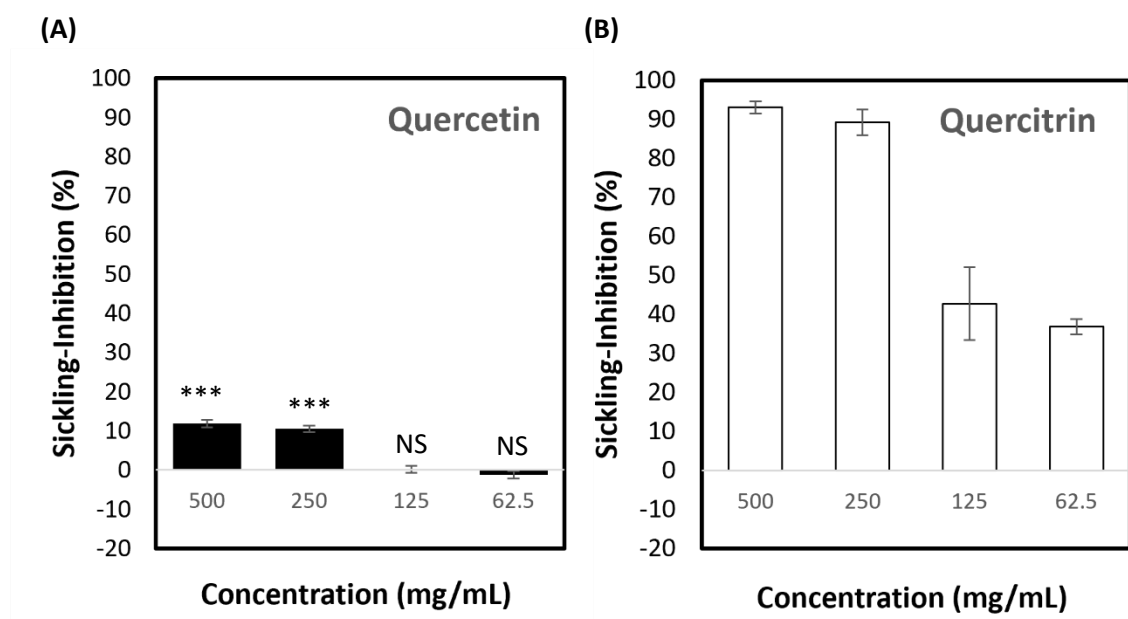 (A)
Sickling-Inhibition (%)
100
90
80
70
60
50
40
30
20
10
0
-10
-20
Quercetin
***
***
NS
NS
500 250 125 62.5
Concentration (mg/mL)
(B)
Sickling-Inhibition (%)
100
90
80
70
60
50
40
30
20
10
0
-10
-20
Quercitrin
500 250 125 62.5
Concentration (mg/mL)